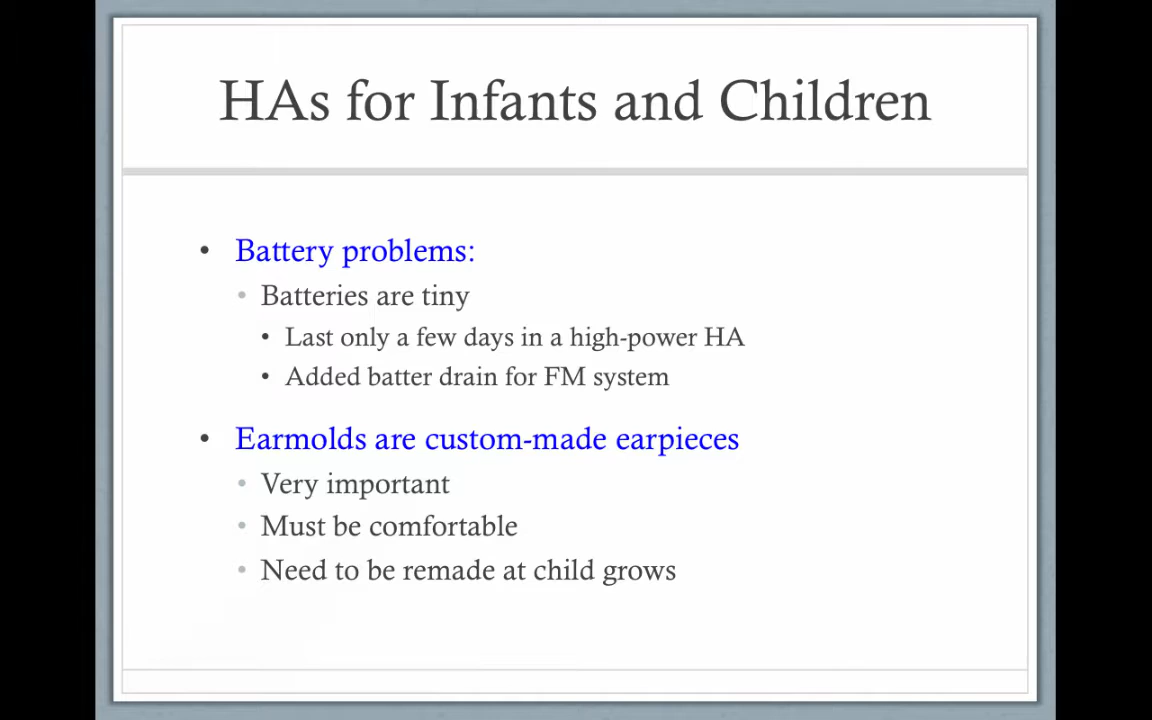 HAs for Infants and Children
• Battery problems:
• Batteries are tiny
• Last only a few days in a high-power HA
• Added batter drain for FM system
• Earmolds are custom-made earpieces
• Very important
• Must be comfortable
• Need to be remade at child grows